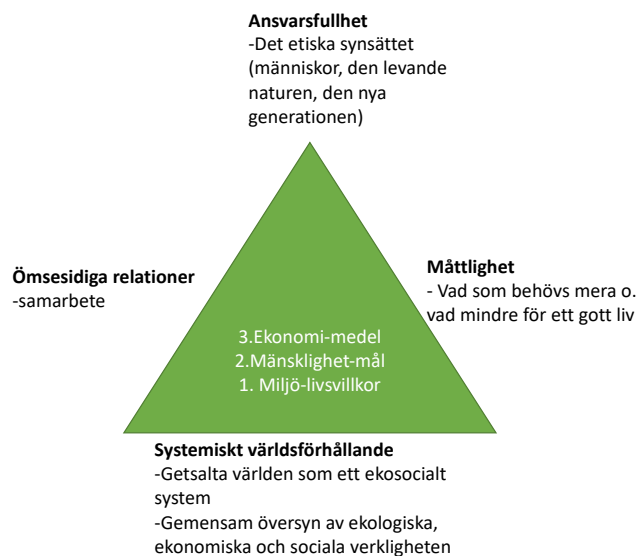 Ansvarsfullhet
-Det etiska synsättet
(människor, den levande
naturen, den nya
generationen)
Ömsesidiga relationer
-samarbete
Måttlighet
- Vad som behövs mera o.
vad mindre för ett gott liv
3.Ekonomi-medel
2.Mänsklighet-mål
1. Miljö-livsvillkor
Systemiskt världsförhållande
-Getsalta världen som ett ekosocialt
system
-Gemensam översyn av ekologiska,
ekonomiska och sociala verkligheten